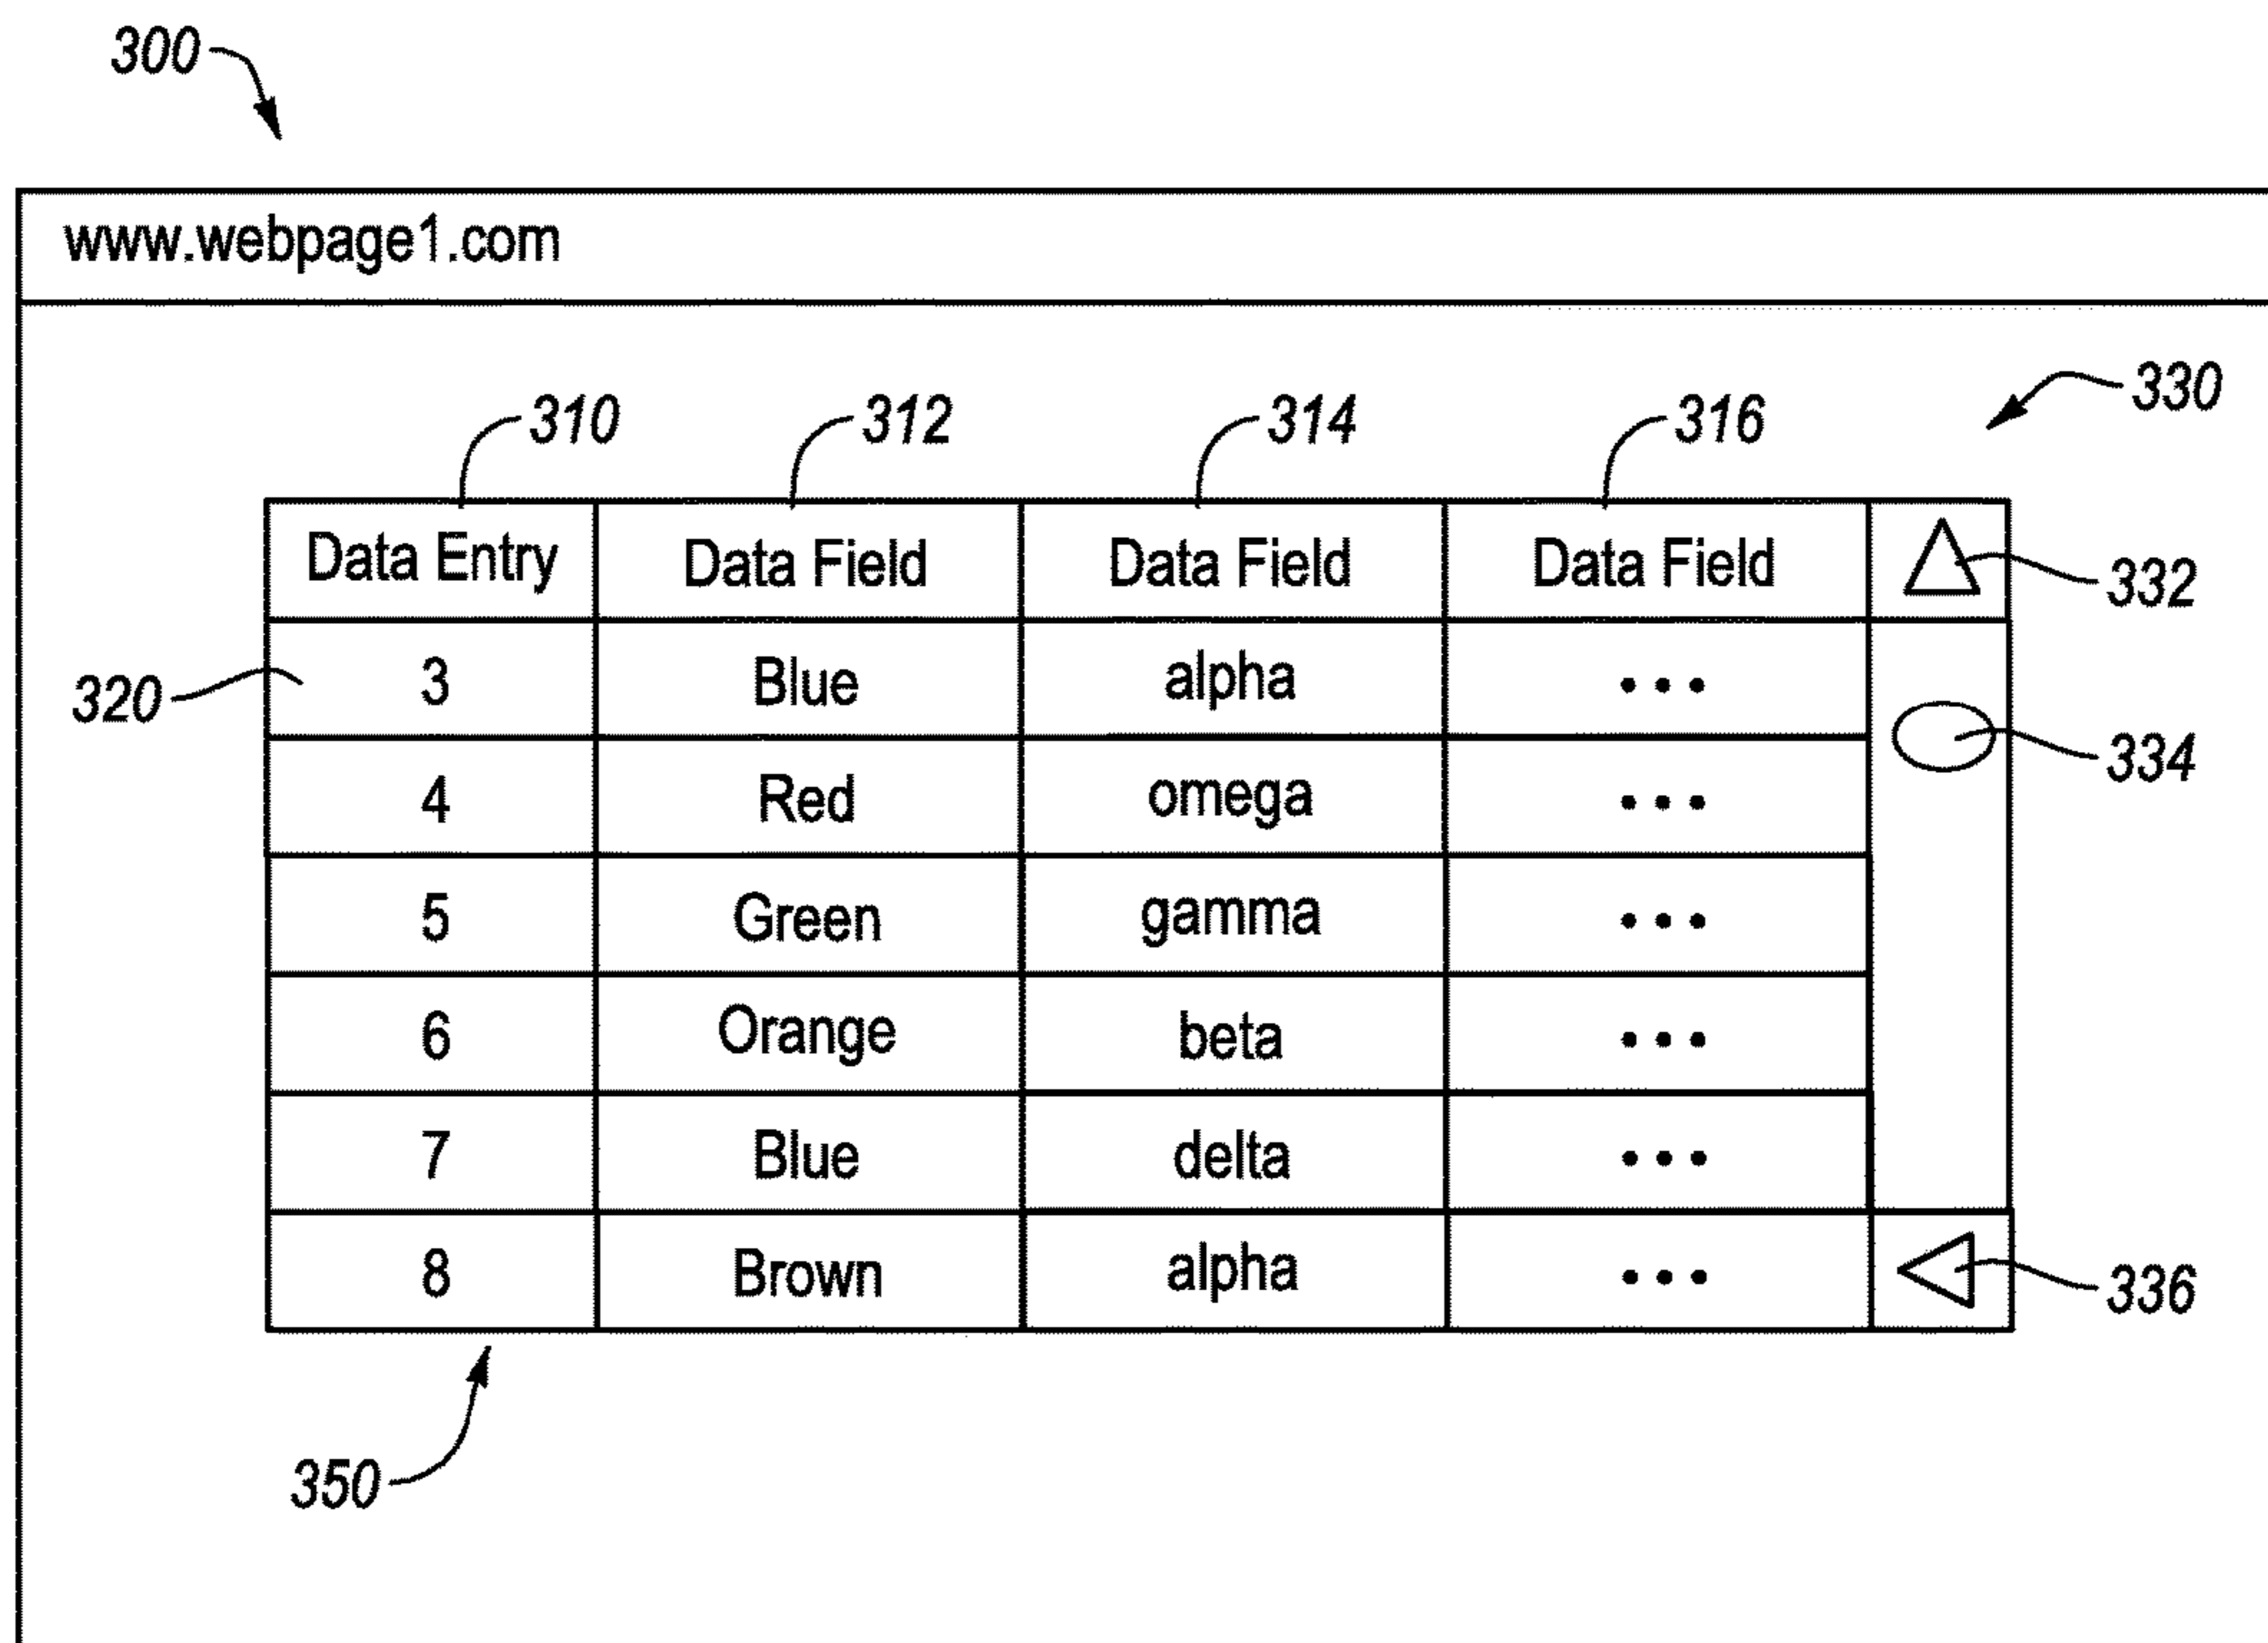 300
www.webpage1.com
330
310 312 314 316
Data Entry Data Field Data Field Data Field
332
3 Blue alpha •••
320
334
4 Red omega •••
5 Green gamma •••
6 Orange beta •••
7 Blue delta •••
8 Brown alpha •••
336
350